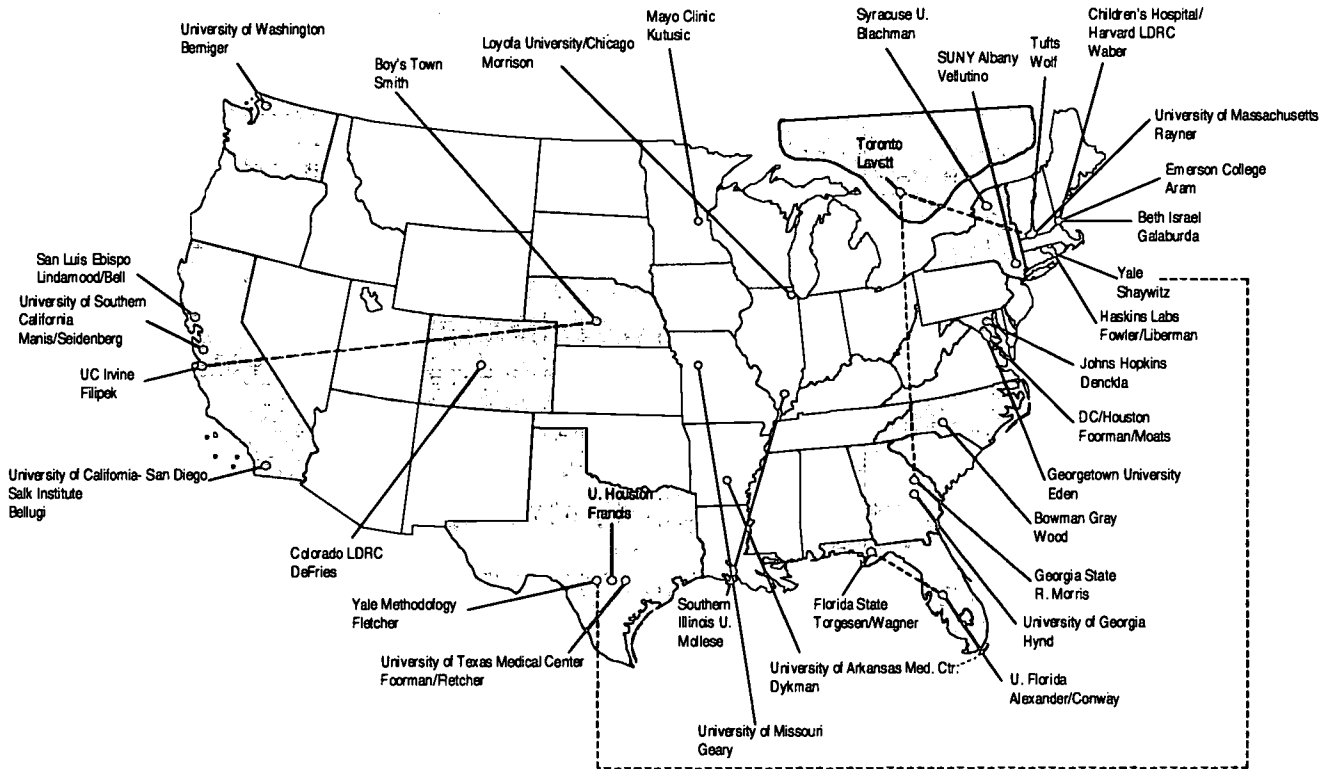 University of Washington
Berniger
Boy's Town
Smith
Loyola University/Chicago
Morrison
Mayo Clinic
Kutusic
Syracuse U.
Blachman
SUNY Albany
Vellutino
Tufts
Wolf
Children's Hospital/
Harvard LDRC
Waber
University of Massachusetts
Rayner
Emerson College
Aram
Beth Israel
Galaburda
Toronto
Lovett
Yale
Shaywitz
Haskins Labs
Fowler/Liberman
Johns Hopkins
Denckla
DC/Houston
Foorman/Moats
Georgetown University
Eden
Bowman Gray
Wood
Georgia State
R. Morris
University of Georgia
Hynd
U. Florida
Alexander/Conway
San Luis Ebispo
Lindamood/Bell
University of Southern
California
Manis/Seidenberg
UC Irvine
Filipek
University of California- San Diego
Salk Institute
Bellugi
Colorado LDRC
DeFries
U. Houston
Francis
Yale Methodology
Fletcher
University of Texas Medical Center
Foorman/Fletcher
Southern
Illinois U.
Mollese
Florida State
Torgesen/Wagner
University of Arkansas Med. Ctr.
Dykman
University of Missouri
Geary